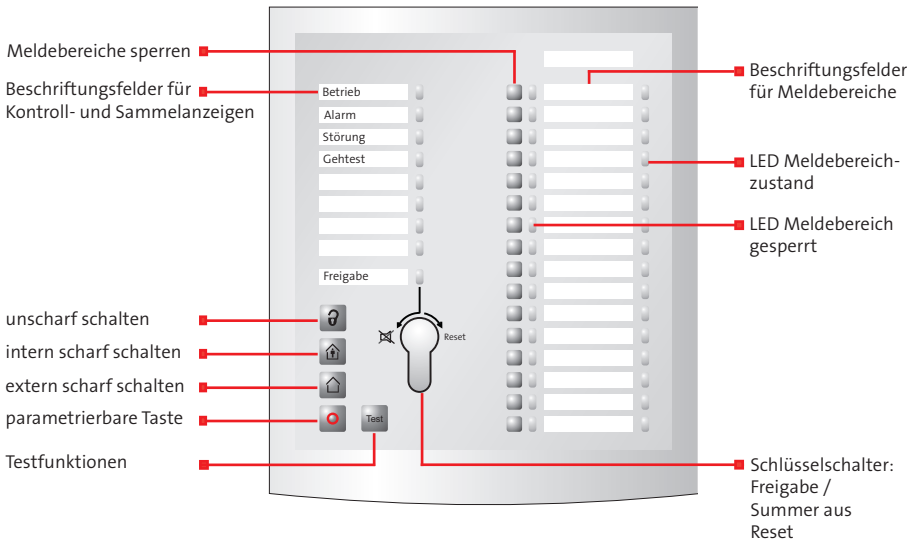 Meldebereiche sperren
Beschriftungsfelder für
Kontroll- und Sammelanzeigen
unscharf schalten
intern scharf schalten
extern scharf schalten
parametrierbare Taste
Testfunktionen
Betrieb
Alarm
Störung
Gehtest
Freigabe
Reset
Test
Beschriftungsfelder
für Meldebereiche
LED Meldebereich-
zustand
LED Meldebereich
gesperrt
Schlüsselschalter:
Freigabe /
Summer aus
Reset